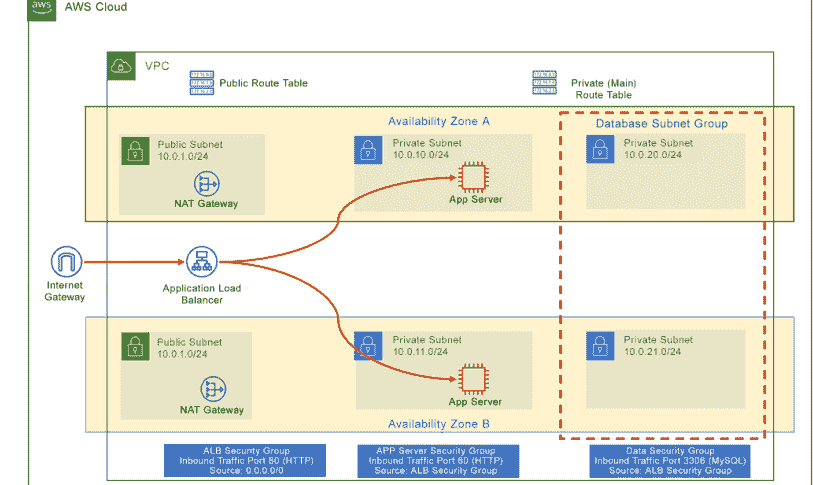 aws
AWS Cloud
VPC
Public Route Table
Private (Main)
Route Table
Availability Zone A
Database Subnet Group
Public Subnet
10.0.1.0/24
NAT Gateway
Private Subnet
10.0.10.0/24
App Server
Private Subnet
10.0.20.0/24
Internet
Gateway
Application Load
Balancer
Public Subnet
10.0.1.0/24
NAT Gateway
Private Subnet
10.0.11.0/24
App Server
Private Subnet
10.0.21.0/24
Availability Zone B
ALB Security Group
Inbound Traffic Port 80 (HTTP)
Source: 0.0.0.0/0
APP Server Security Group
Inbound Traffic Port 80 (HTTP)
Source: ALB Security Group
Data Security Group
Inbound Traffic Port 3306 (MySQL)
Source: ALB Security Group